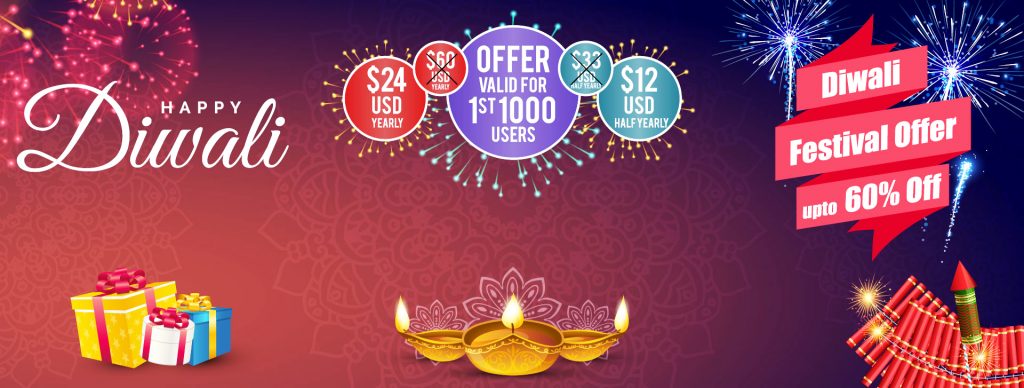 HAPPY
Diwali
$24
USD
YEARLY
$60
USD
YEARLY
OFFER
VALID FOR
1ST 1000
USERS
USD
HALF YEARLY
$12
USD
HALF YEARLY
Diwali
Festival Offer
upto 60% Off